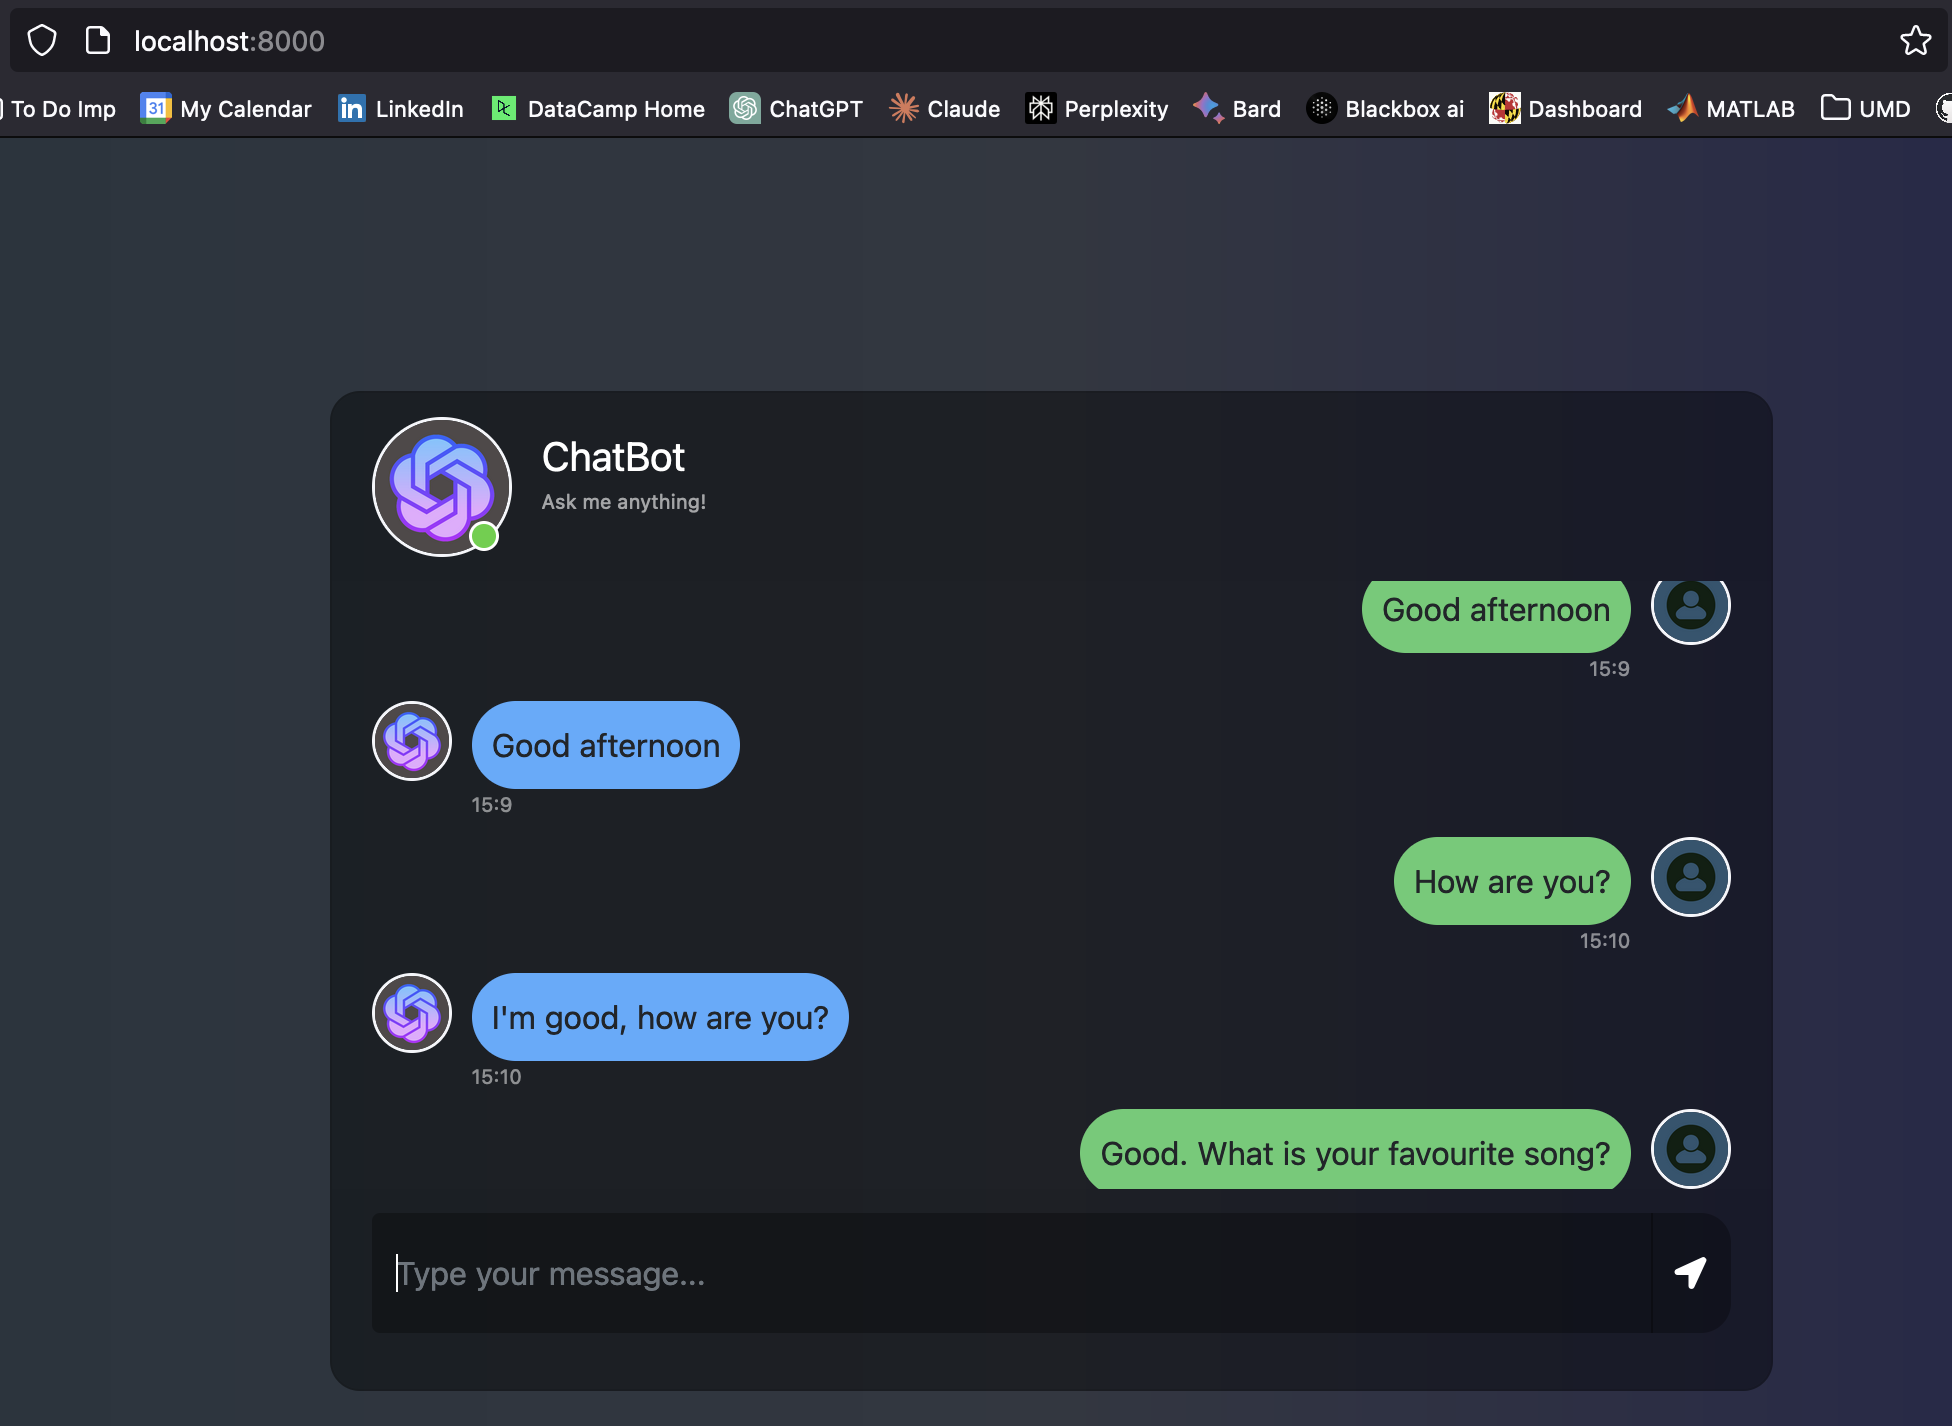 localhost:8000
To Do Imp
31 My Calendar
in LinkedIn
DataCamp Home
ChatGPT
Claude
Perplexity
Bard
Blackbox ai
Dashboard
MATLAB
UMD
ChatBot
Ask me anything!
Good afternoon
15:9
Good afternoon
15:9
How are you?
15:10
I'm good, how are you?
15:10
Good. What is your favourite song?
Type your message...